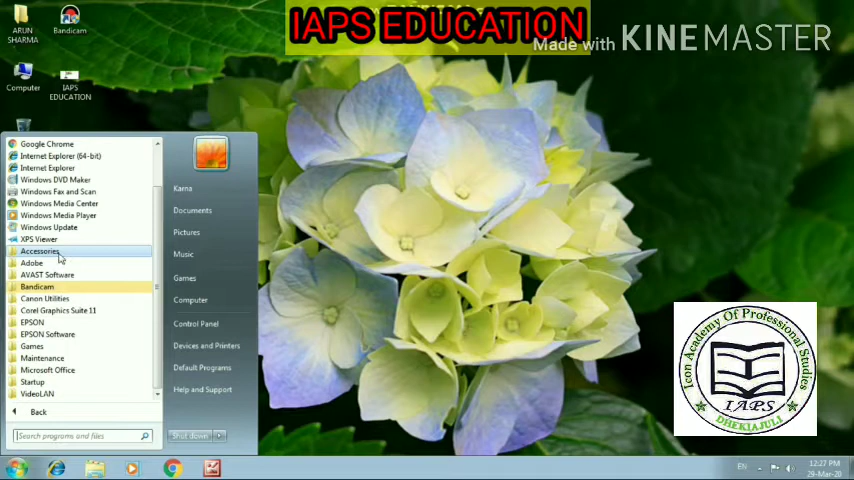 IAPS EDUCATION
Made with KINEMASTER
ARUN SHARMA
Bandicam
Computer
IAPS EDUCATION
Google Chrome
Internet Explorer (64-bit)
Internet Explorer
Windows DVD Maker
Windows Fax and Scan
Windows Media Center
Windows Media Player
Windows Update
XPS Viewer
Accessories
Adobe
AVAST Software
Bandicam
Canon Utilities
Corel Graphics Suite 11
EPSON
EPSON Software
Games
Maintenance
Microsoft Office
Startup
VideoLAN
Back
Search programs and files
Karna
Documents
Pictures
Music
Games
Computer
Control Panel
Devices and Printers
Default Programs
Help and Support
Shut down
Icon Academy Of Professional Studies
IAPS
DHEKIAJULI
EN
12:27 PM
29-Mar-20